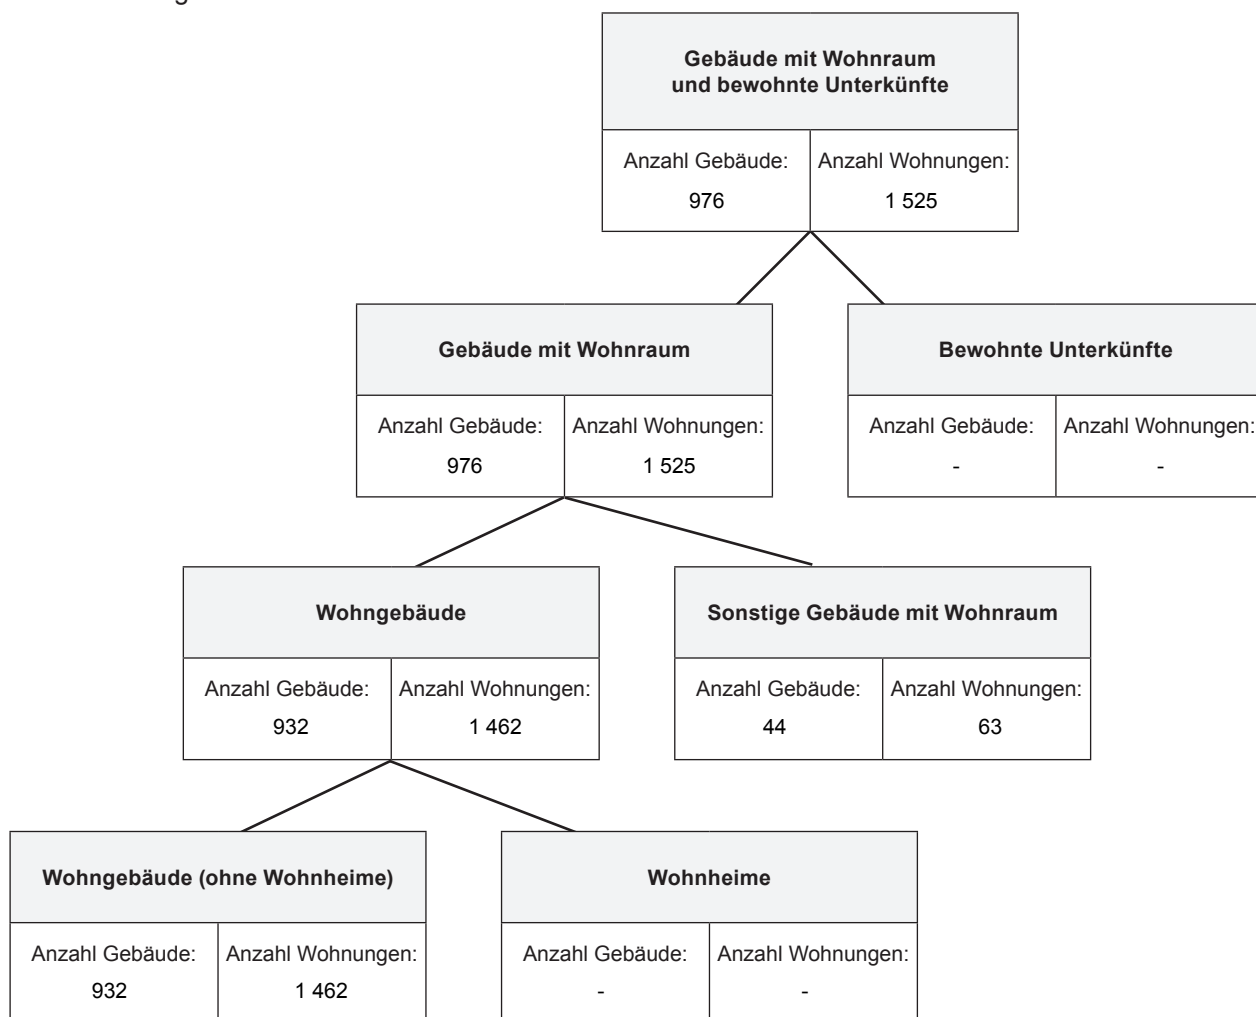 Gebäude mit Wohnraum
und bewohnte Unterkünfte
Anzahl Gebäude: Anzahl Wohnungen:
976 1 525
Gebäude mit Wohnraum Bewohnte Unterkünfte
Anzahl Gebäude: Anzahl Wohnungen: Anzahl Gebäude: Anzahl Wohnungen:
976 1 525 - -
Wohngebäude Sonstige Gebäude mit Wohnraum
Anzahl Gebäude: Anzahl Wohnungen: Anzahl Gebäude: Anzahl Wohnungen:
932 1 462 44 63
Wohngebäude (ohne Wohnheime) Wohnheime
Anzahl Gebäude: Anzahl Wohnungen: Anzahl Gebäude: Anzahl Wohnungen:
932 1 462 - -